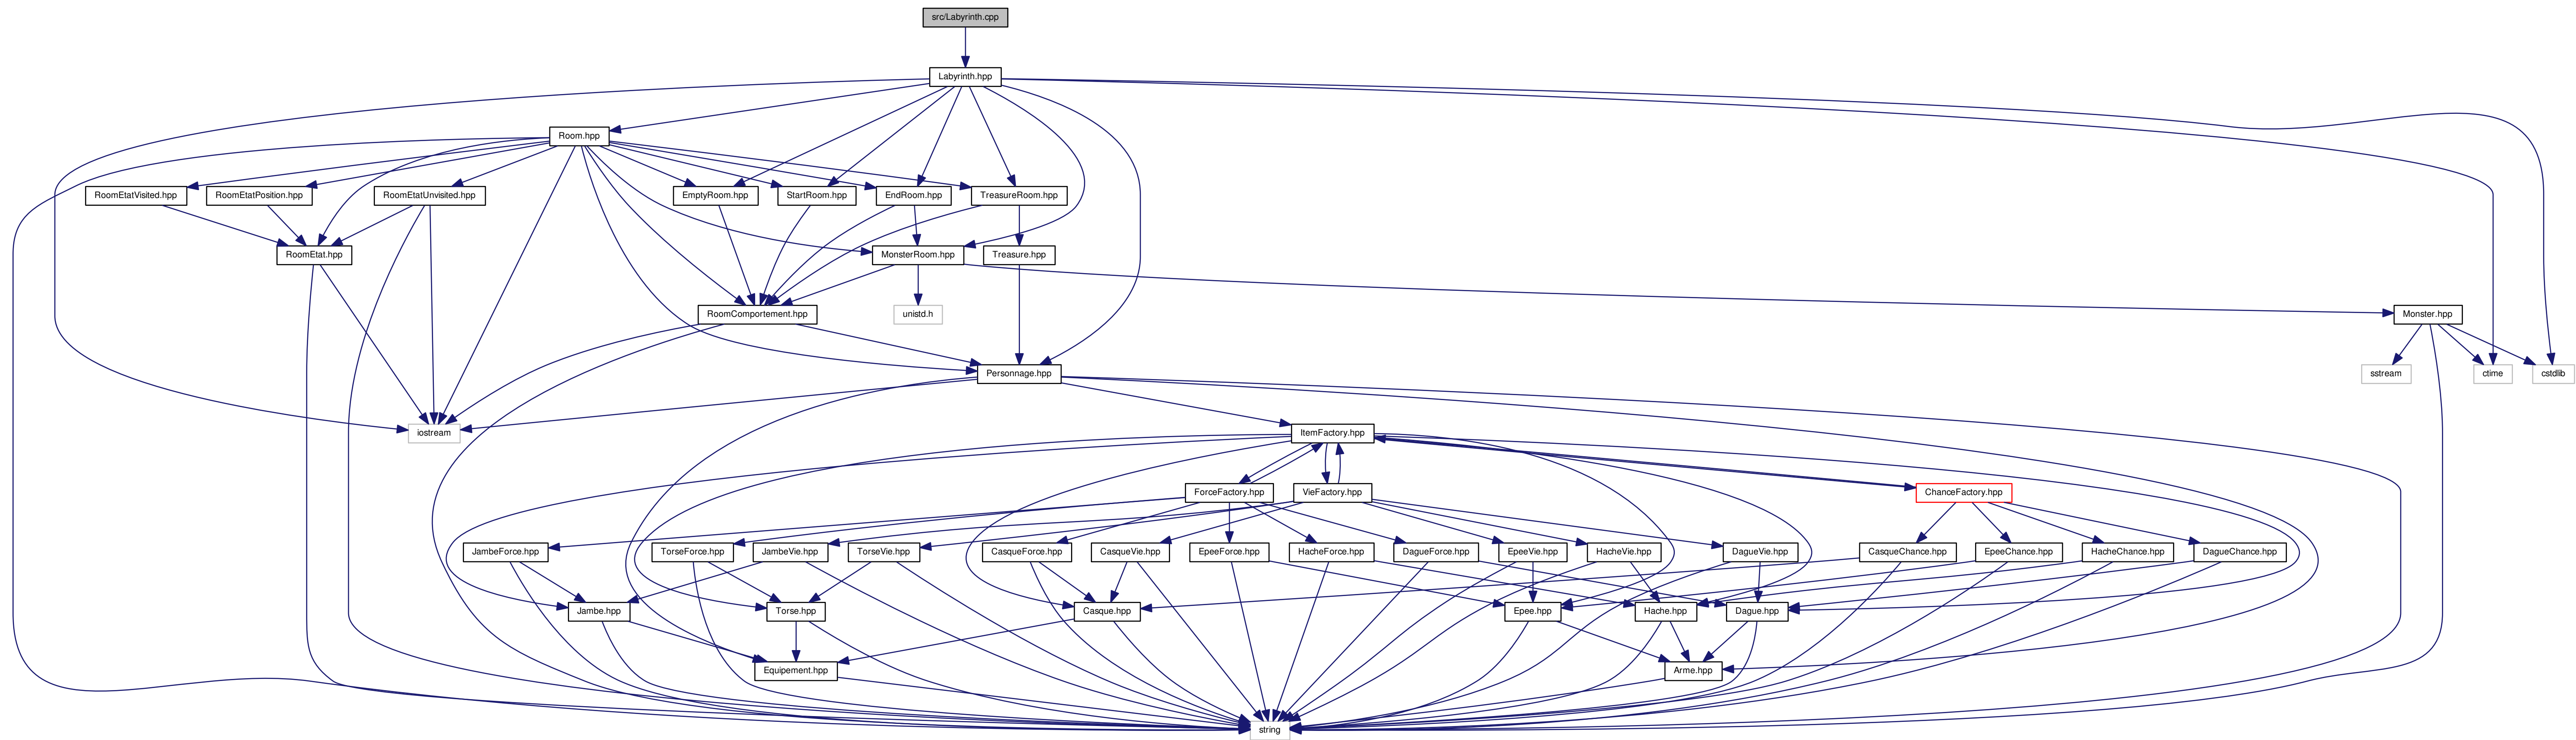 src/Labyrinth.cpp
Labyrinth.hpp
Room.hpp
RoomEtatVisited.hpp
RoomEtatPosition.hpp
RoomEtatUnvisited.hpp
EmptyRoom.hpp
StartRoom.hpp
EndRoom.hpp
TreasureRoom.hpp
RoomEtat.hpp
MonsterRoom.hpp
Treasure.hpp
RoomComportement.hpp
unistd.h
Monster.hpp
Personnage.hpp
sstream
ctime
cstdlib
iostream
ItemFactory.hpp
ForceFactory.hpp
VieFactory.hpp
ChanceFactory.hpp
JambeForce.hpp
TorseForce.hpp
JambeVie.hpp
TorseVie.hpp
CasqueForce.hpp
CasqueVie.hpp
EpeeForce.hpp
HacheForce.hpp
DagueForce.hpp
EpeeVie.hpp
HacheVie.hpp
DagueVie.hpp
CasqueChance.hpp
EpeeChance.hpp
HacheChance.hpp
DagueChance.hpp
Jambe.hpp
Torse.hpp
Casque.hpp
Epee.hpp
Hache.hpp
Dague.hpp
Equipement.hpp
Arme.hpp
string